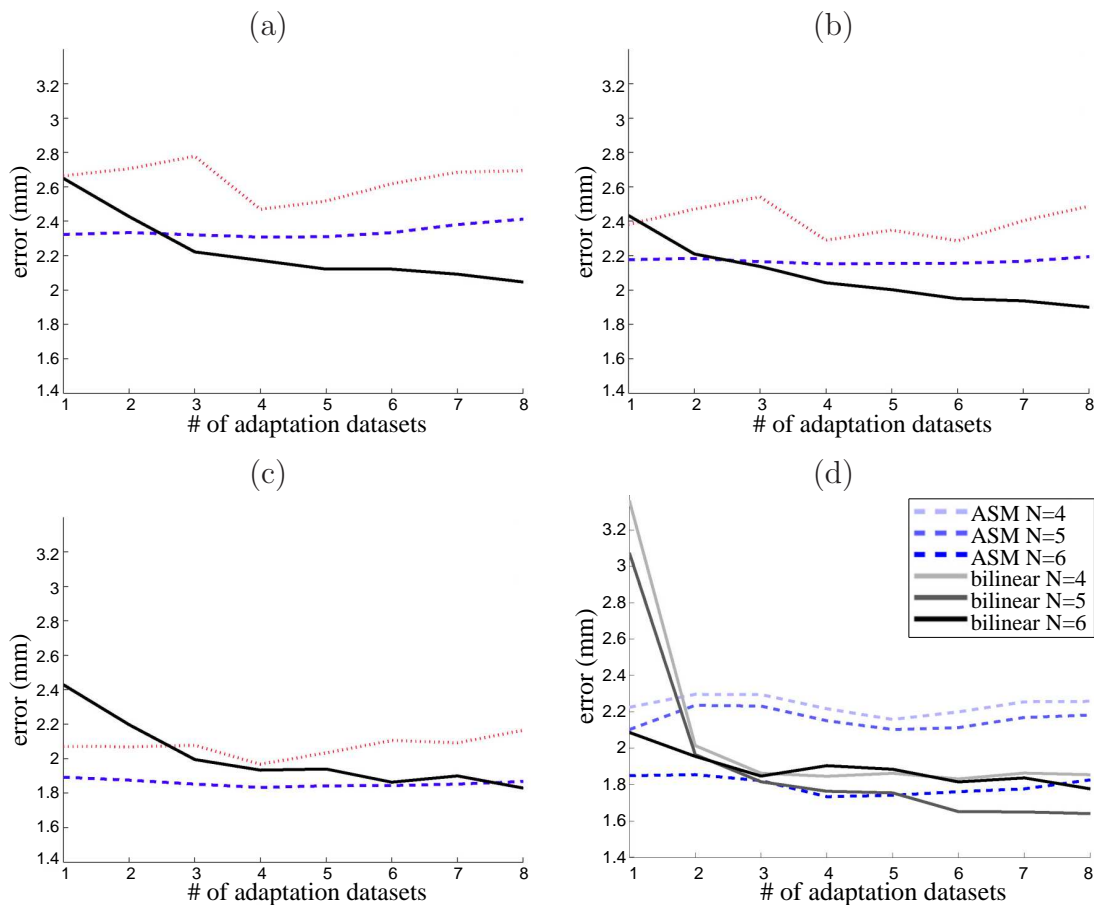 (a)
3.2
3
2.8
2.6
2.4
2.2
2
1.8
1.6
1.4
error (mm)
1 2 3 4 5 6 7 8
# of adaptation datasets
(b)
3.2
3
2.8
2.6
2.4
2.2
2
1.8
1.6
1.4
error (mm)
1 2 3 4 5 6 7 8
# of adaptation datasets
(c)
3.2
3
2.8
2.6
2.4
2.2
2
1.8
1.6
1.4
error (mm)
1 2 3 4 5 6 7 8
# of adaptation datasets
(d)
3.2
3
2.8
2.6
2.4
2.2
2
1.8
1.6
1.4
error (mm)
ASM N=4
ASM N=5
ASM N=6
bilinear N=4
bilinear N=5
bilinear N=6
1 2 3 4 5 6 7 8
# of adaptation datasets